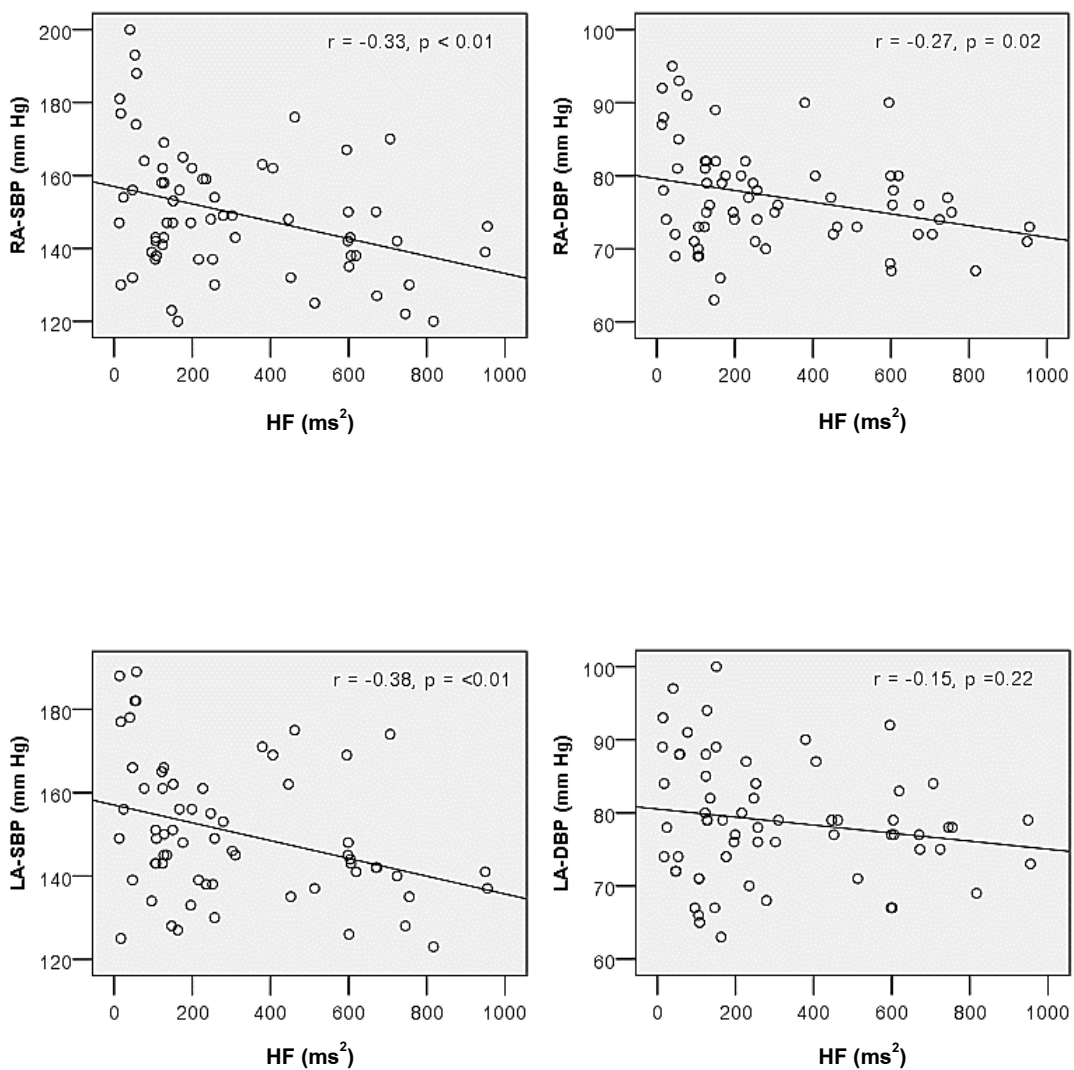 r = -0.33, p < 0.01
RA-SBP (mm Hg)
200
180
160
140
120
0 200 400 600 800 1000
HF (ms²)
r = -0.27, p = 0.02
RA-DBP (mm Hg)
100
90
80
70
60
0 200 400 600 800 1000
HF (ms²)
r = -0.38, p = <0.01
LA-SBP (mm Hg)
180
160
140
120
0 200 400 600 800 1000
HF (ms²)
r = -0.15, p =0.22
LA-DBP (mm Hg)
100
90
80
70
60
0 200 400 600 800 1000
HF (ms²)